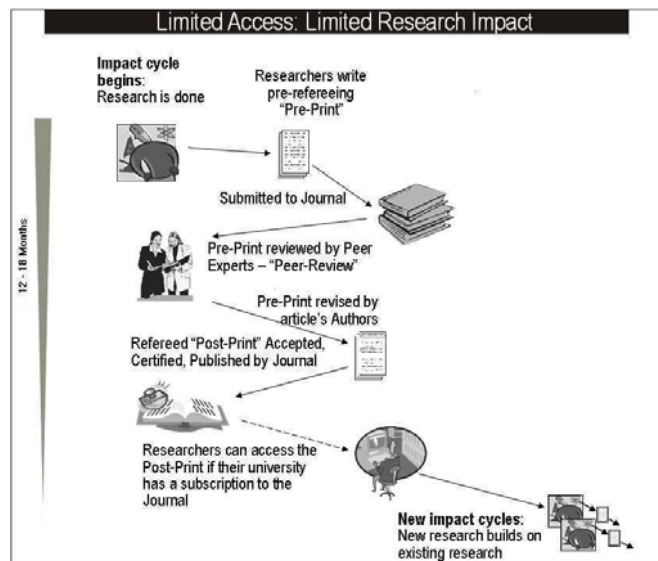 Limited Access: Limited Research Impact
Impact cycle
begins:
Research is done
Researchers write
pre-refereeing
“Pre-Print”
Submitted to Journal
12 - 18 Months
Pre-Print reviewed by Peer
Experts – “Peer-Review”
Pre-Print revised by
article's Authors
Refereed “Post-Print” Accepted,
Certified, Published by Journal
Researchers can access the
Post-Print if their university
has a subscription to the
Journal
New impact cycles:
New research builds on
existing research